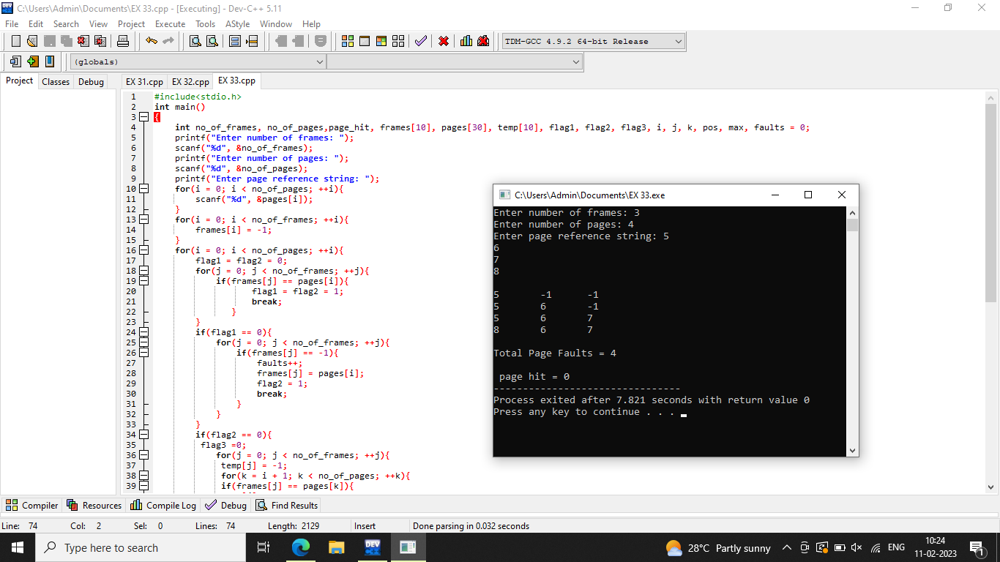 C:\Users\Admin\Documents\EX 33.cpp - [Executing] - Dev-C++ 5.11
File Edit Search View Project Execute Tools AStyle Window Help
TDM-GCC 4.9.2 64-bit Release
(globals)
Project Classes Debug
EX 31.cpp EX 32.cpp EX 33.cpp
1 #include<stdio.h>
2 int main()
3 {
4 int no_of_frames, no_of_pages,page_hit, frames[10], pages[30], temp[10], flag1, flag2, flag3, i, j, k, pos, max, faults = 0;
5 printf("Enter number of frames: ");
6 scanf("%d", &no_of_frames);
7 printf("Enter number of pages: ");
8 scanf("%d", &no_of_pages);
9 printf("Enter page reference string: ");
10 for(i = 0; i < no_of_pages; ++i){
11 scanf("%d", &pages[i]);
12 }
13 for(i = 0; i < no_of_frames; ++i){
14 frames[i] = -1;
15 }
16 for(i = 0; i < no_of_pages; ++i){
17 flag1 = flag2 = 0;
18 for(j = 0; j < no_of_frames; ++j){
19 if(frames[j] == pages[i]){
20 flag1 = flag2 = 1;
21 break;
22 }
23 }
24 if(flag1 == 0){
25 for(j = 0; j < no_of_frames; ++j){
26 if(frames[j] == -1){
27 faults++;
28 frames[j] = pages[i];
29 flag2 = 1;
30 break;
31 }
32 }
33 }
34 if(flag2 == 0){
35 flag3 =0;
36 for(j = 0; j < no_of_frames; ++j){
37 temp[j] = -1;
38 for(k = i + 1; k < no_of_pages; ++k){
39 if(frames[j] == pages[k]){
C:\Users\Admin\Documents\EX 33.exe
Enter number of frames: 3
Enter number of pages: 4
Enter page reference string: 5
6
7
8
5 -1 -1
5 6 -1
5 6 7
8 6 7
Total Page Faults = 4
page hit = 0
--------------------------------
Process exited after 7.821 seconds with return value 0
Press any key to continue . . .
Compiler Resources Compile Log Debug Find Results
Line: 74 Col: 2 Sel: 0 Lines: 74 Length: 2129 Insert Done parsing in 0.032 seconds
Type here to search
DEV
28°C Partly sunny
ENG
10:24
11-02-2023
1